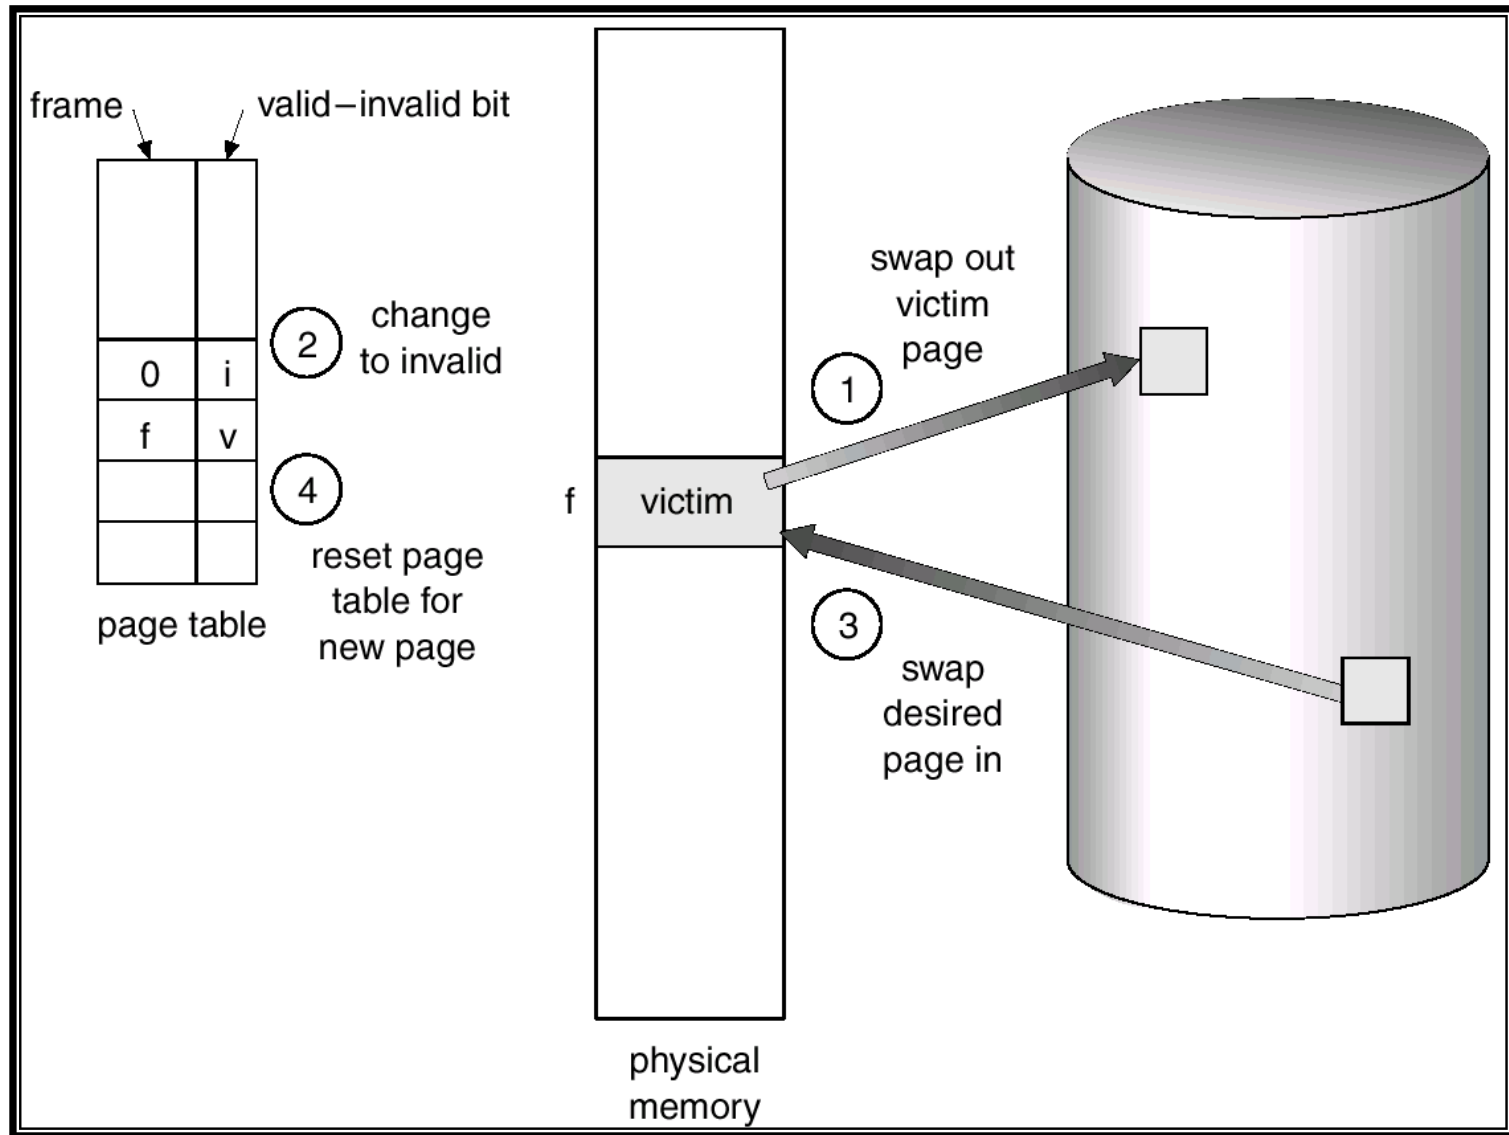 frame
valid–invalid bit
0 i
f v
page table
2
change
to invalid
4
reset page
table for
new page
f
victim
physical
memory
swap out
victim
page
1
3
swap
desired
page in